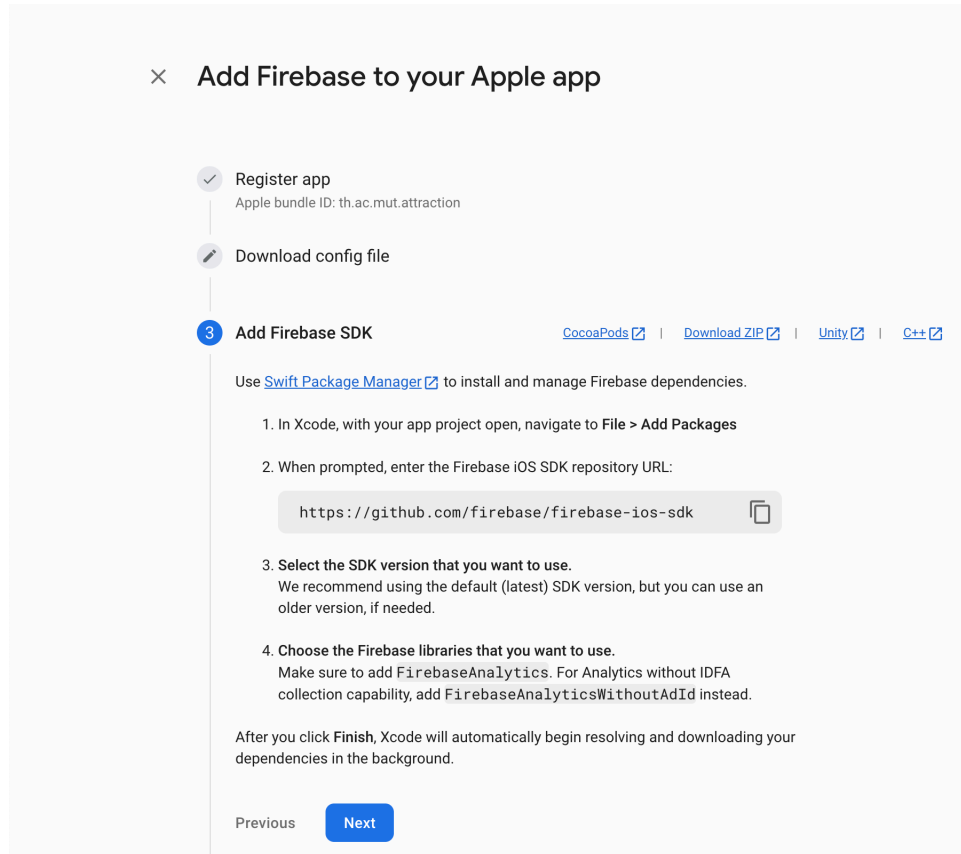 Add Firebase to your Apple app
Register app
Apple bundle ID: th.ac.mut.attraction
Download config file
3 Add Firebase SDK CocoaPods | Download ZIP | Unity | C++
Use Swift Package Manager to install and manage Firebase dependencies.
1. In Xcode, with your app project open, navigate to File > Add Packages
2. When prompted, enter the Firebase iOS SDK repository URL:
https://github.com/firebase/firebase-ios-sdk
3. Select the SDK version that you want to use.
We recommend using the default (latest) SDK version, but you can use an
older version, if needed.
4. Choose the Firebase libraries that you want to use.
Make sure to add FirebaseAnalytics. For Analytics without IDFA
collection capability, add FirebaseAnalyticsWithoutAdId instead.
After you click Finish, Xcode will automatically begin resolving and downloading your
dependencies in the background.
Previous Next